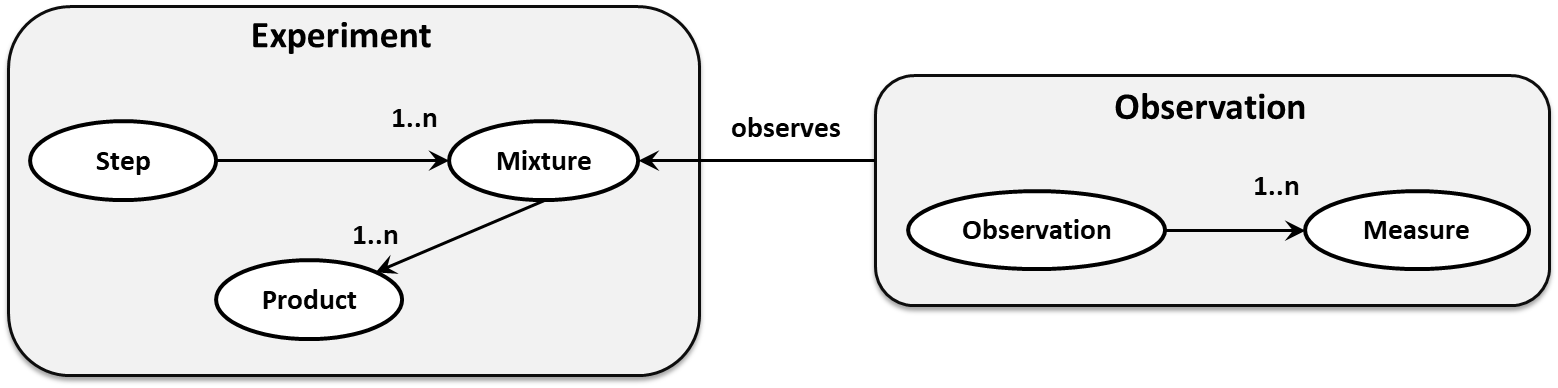 Experiment
1..n
Step
Mixture
1..n
Product
observes
Observation
1..n
Observation
Measure